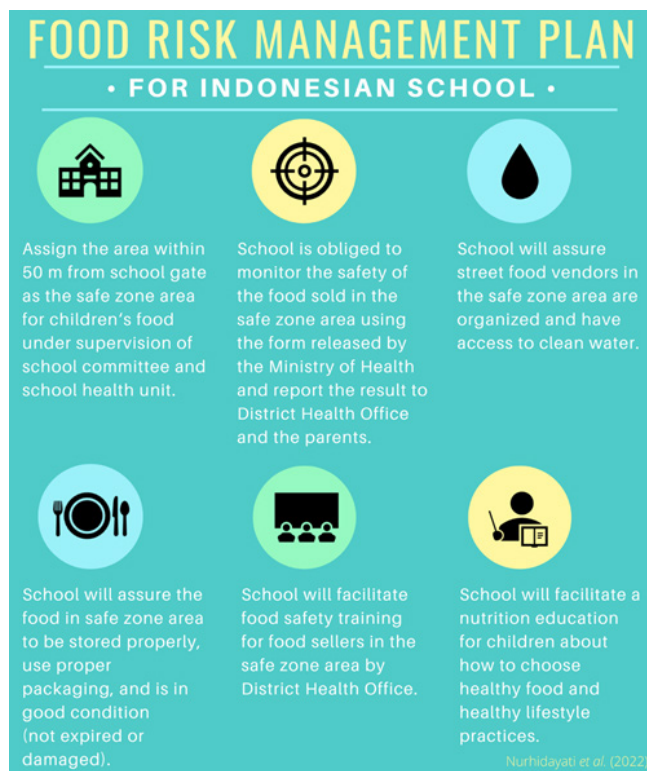 FOOD RISK MANAGEMENT PLAN
• FOR INDONESIAN SCHOOL •
Assign the area within
50 m from school gate
as the safe zone area
for children's food
under supervision of
school committee and
school health unit.
School is obliged to
monitor the safety of
the food sold in the
safe zone area using
the form released by
the Ministry of Health
and report the result to
District Health Office
and the parents.
School will assure
street food vendors in
the safe zone area are
organized and have
access to clean water.
School will assure the
food in safe zone area
to be stored properly,
use proper
packaging, and is in
good condition
(not expired or
damaged).
School will facilitate
food safety training
for food sellers in the
safe zone area by
District Health Office.
School will facilitate a
nutrition education
for children about
how to choose
healthy food and
healthy lifestyle
practices.
Nurhidayati et al. (2022)